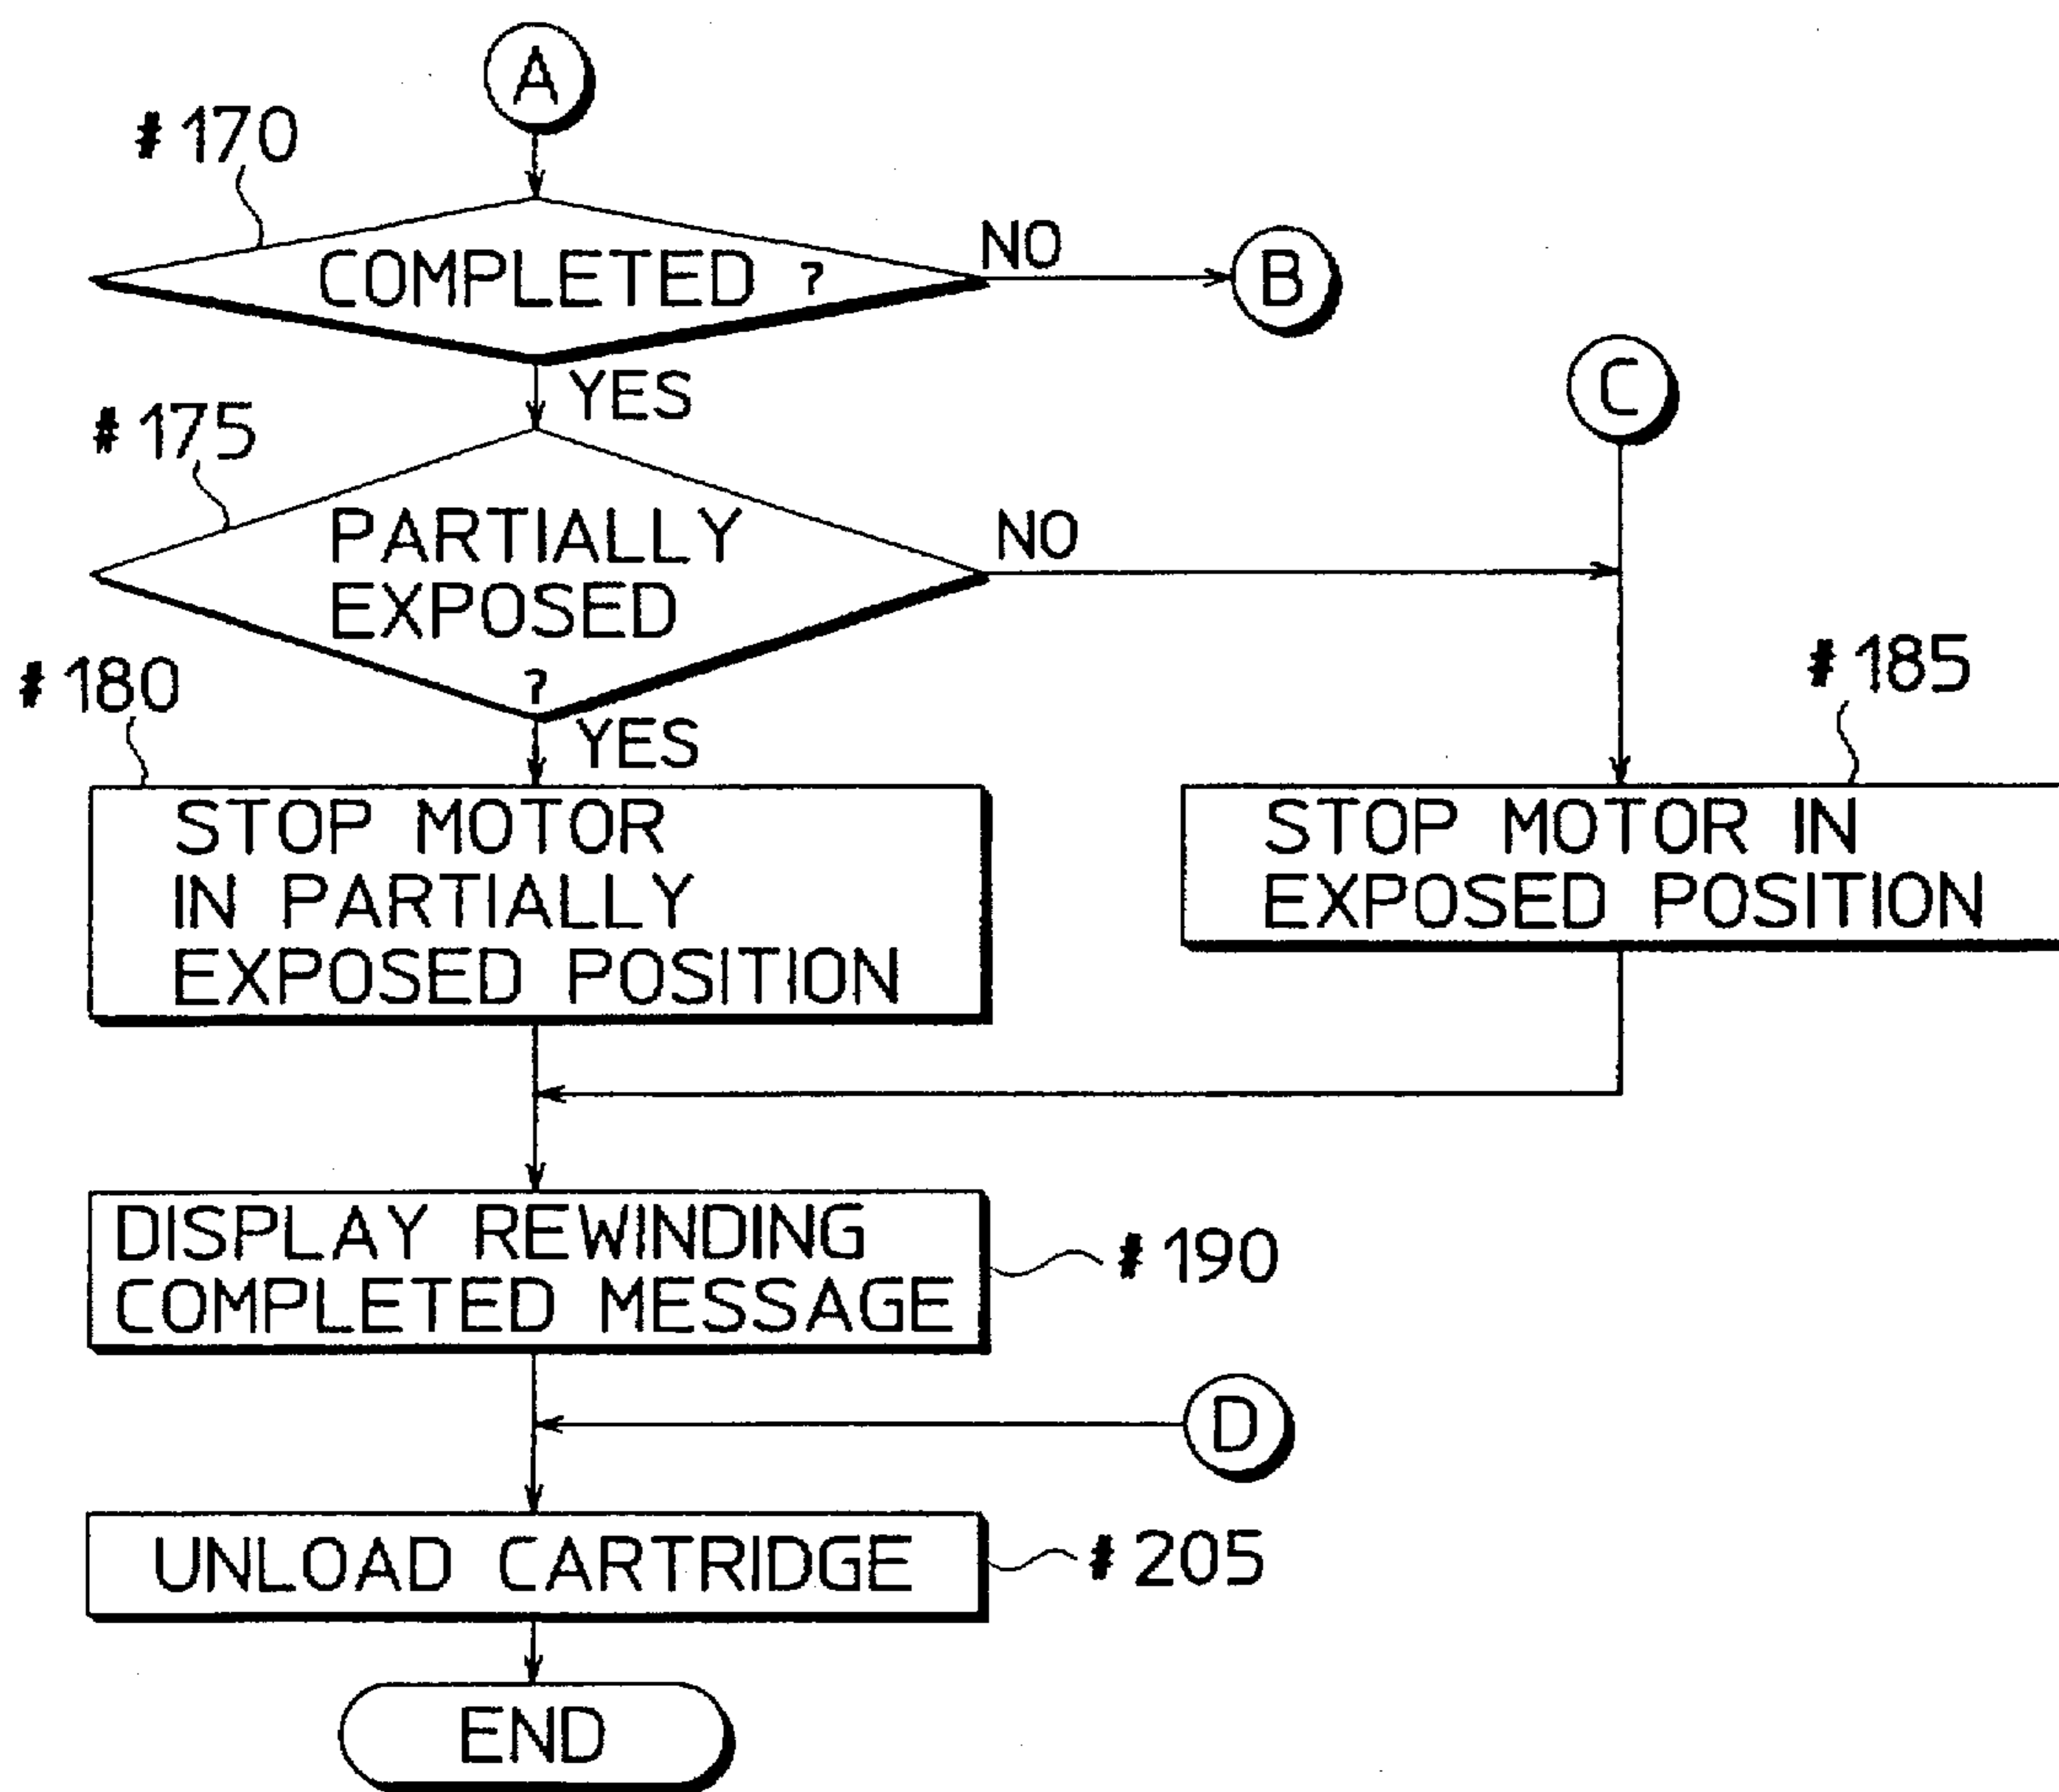 A
#170
COMPLETED ?
NO
B
YES
C
#175
PARTIALLY
EXPOSED
?
NO
YES
#180
STOP MOTOR
IN PARTIALLY
EXPOSED POSITION
#185
STOP MOTOR IN
EXPOSED POSITION
DISPLAY REWINDING
COMPLETED MESSAGE
#190
D
UNLOAD CARTRIDGE
#205
END